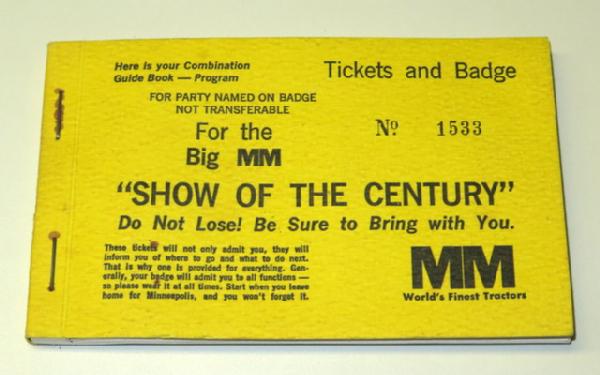 Here is your Combination
Guide Book — Program
Tickets and Badge
FOR PARTY NAMED ON BADGE
NOT TRANSFERABLE
For the
Big MM
Nº 1533
"SHOW OF THE CENTURY"
Do Not Lose! Be Sure to Bring with You.
These tickets will not only admit you, they will
inform you of where to go and what to do next.
That is why one is provided for everything. Gen-
erally, your badge will admit you to all functions —
so please wear it at all times. Start when you leave
home for Minneapolis, and you won't forget it.
MM
World's Finest Tractors